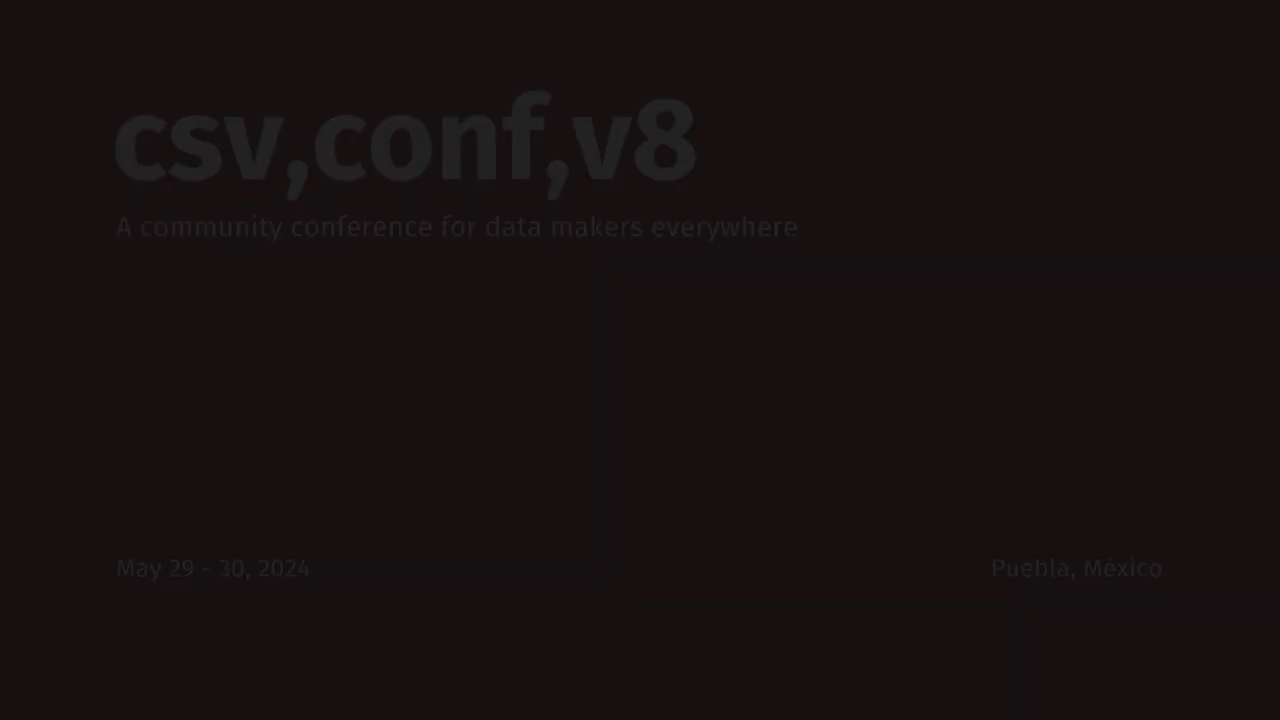 csv,conf,v8
A community conference for data makers everywhere
May 29 - 30, 2024
Puebla, México